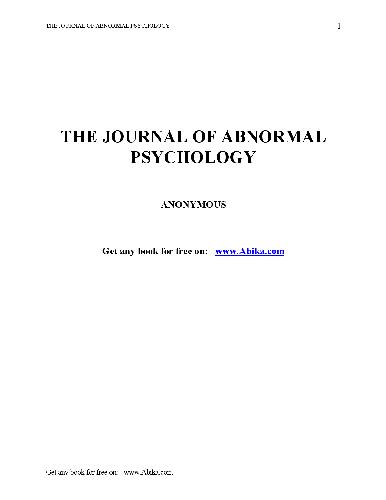 THE JOURNAL OF ABNORMAL PSYCHOLOGY 1
THE JOURNAL OF ABNORMAL
PSYCHOLOGY
ANONYMOUS
Get any book for free on: www.Abika.com
Get any book for free on: www.Abika.com